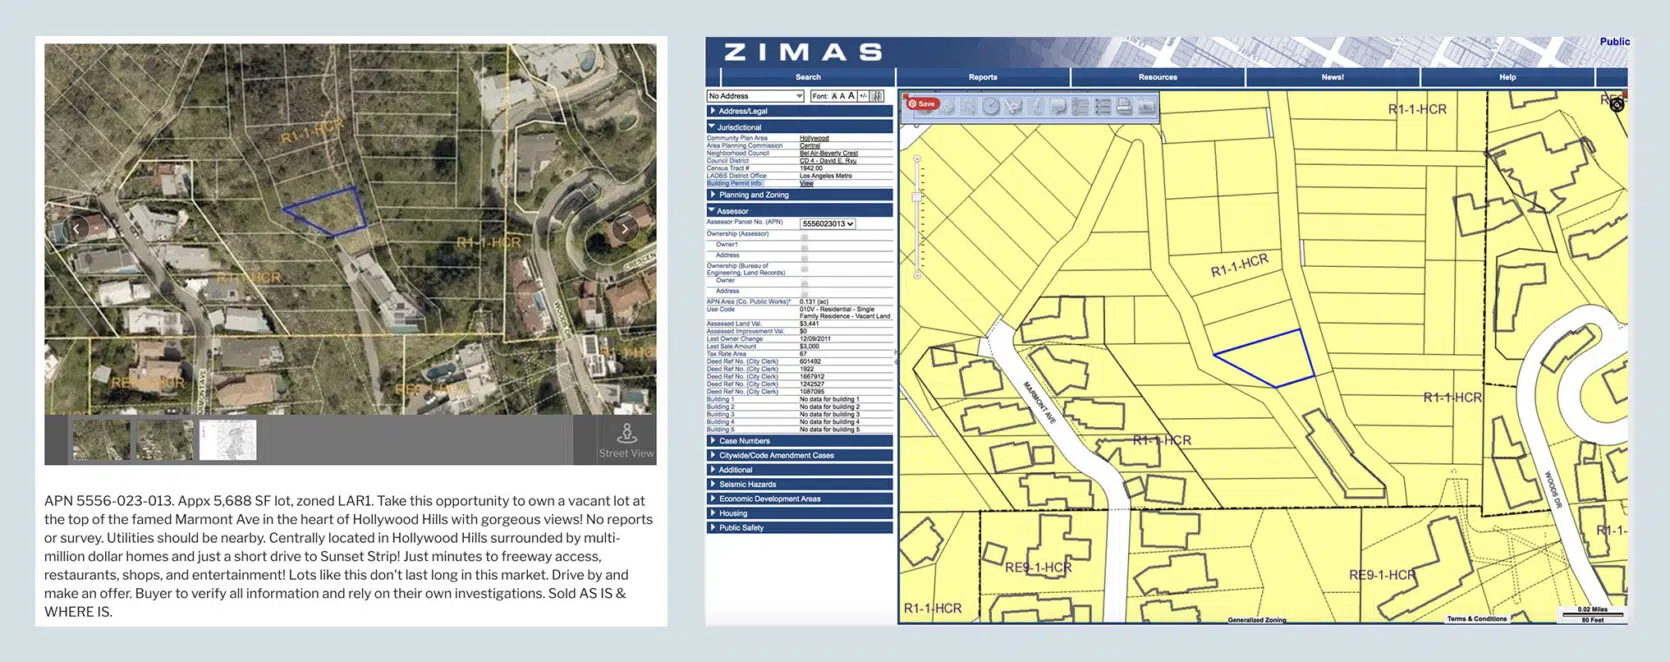 R1-1-HCR
R1-1-HCR
R1-1-HCR
CRESCEN
MARMONT AVE
Street View
APN 5556-023-013. Appx 5,688 SF lot, zoned LAR1. Take this opportunity to own a vacant lot at
the top of the famed Marmont Ave in the heart of Hollywood Hills with gorgeous views! No reports
or survey. Utilities should be nearby. Centrally located in Hollywood Hills surrounded by multi-
million dollar homes and just a short drive to Sunset Strip! Just minutes to freeway access,
restaurants, shops, and entertainment! Lots like this don't last long in this market. Drive by and
make an offer. Buyer to verify all information and rely on their own investigations. Sold AS IS &
WHERE IS.
ZIMAS
Public
Search Reports Resources News! Help
No Address Font: A A A +/-
Save
Address/Legal
Jurisdictional
Community Plan Area Hollywood
Area Planning Commission Central
Neighborhood Council Bel Air-Beverly Crest
Council District CD 4 - David E. Ryu
Census Tract # 1942.00
LADBS District Office Los Angeles Metro
Building Permit Info View
Planning and Zoning
Assessor
Assessor Parcel No. (APN) 5556023013
Ownership (Assessor)
Owner1
Address
Ownership (Bureau of
Engineering, Land Records)
Owner
Address
APN Area (Co. Public Works)* 0.131 (ac)
Use Code 010V - Residential - Single
Family Residence - Vacant Land
Assessed Land Val. $3,441
Assessed Improvement Val. $0
Last Owner Change 12/09/2011
Last Sale Amount $3,000
Tax Rate Area 67
Deed Ref No. (City Clerk) 601492
Deed Ref No. (City Clerk) 1922
Deed Ref No. (City Clerk) 1667912
Deed Ref No. (City Clerk) 1242527
Deed Ref No. (City Clerk) 1087095
Building 1 No data for building 1
Building 2 No data for building 2
Building 3 No data for building 3
Building 4 No data for building 4
Building 5 No data for building 5
Case Numbers
Citywide/Code Amendment Cases
Additional
Seismic Hazards
Economic Development Areas
Housing
Public Safety
R1-1-HCR
R1-1-HCR
R1-1-HCR
MARMONT AVE
R1-1-HCR
WOODS DR
R1-1-
RE9-1-HCR
RE9-1-HCR
R1-1-HCR
0.02 Miles
80 Feet
Generalized Zoning
Terms & Conditions